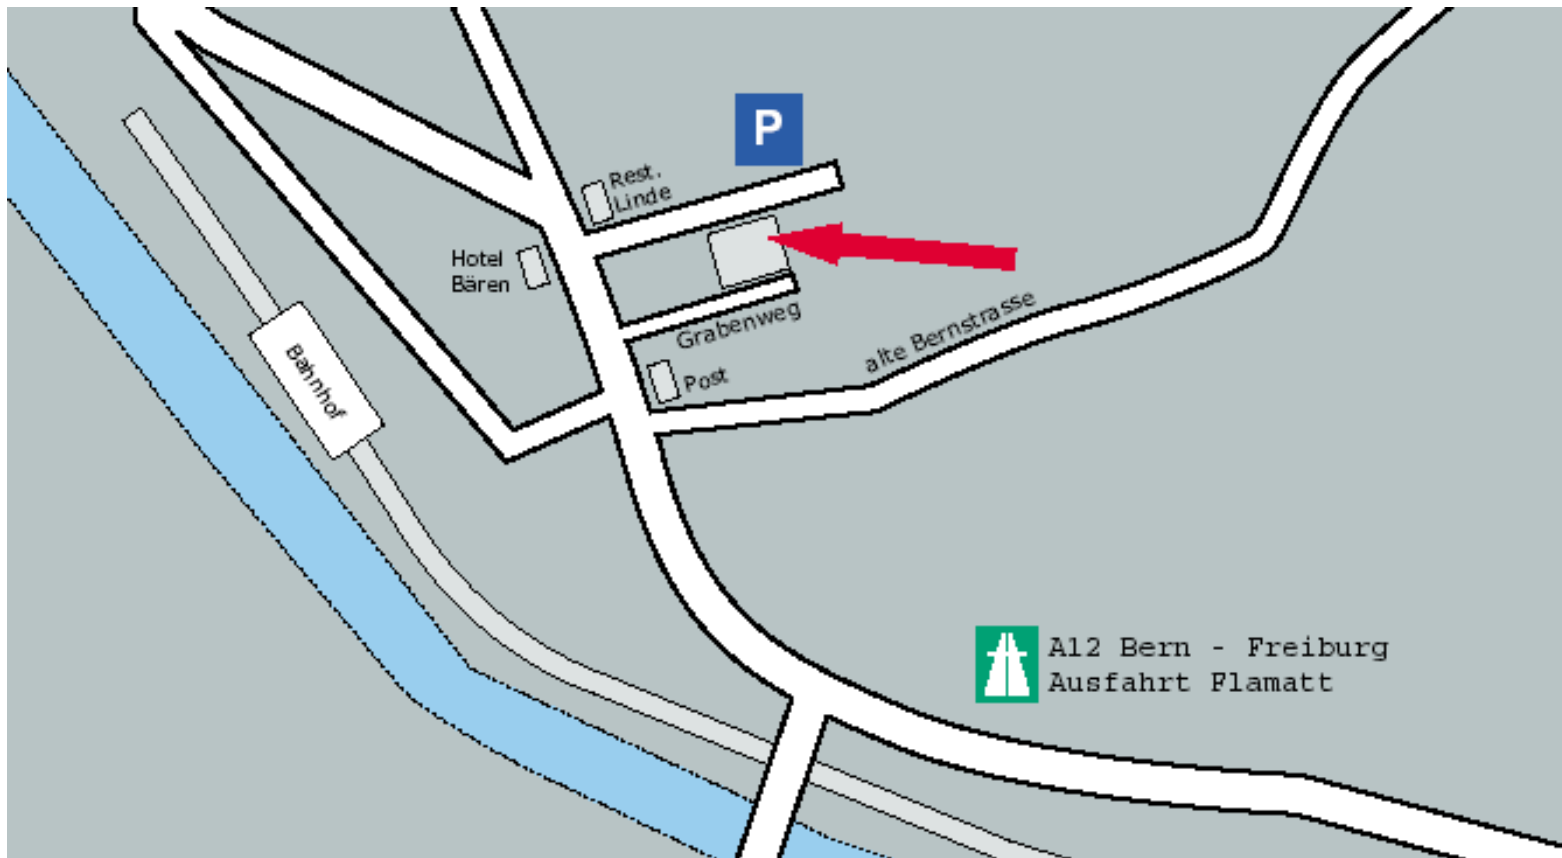 P
Rest.
Linde
Hotel
Bären
Grabenweg
alte Bernstrasse
Post
Bahnhof
A12 Bern - Freiburg
Ausfahrt Flamatt